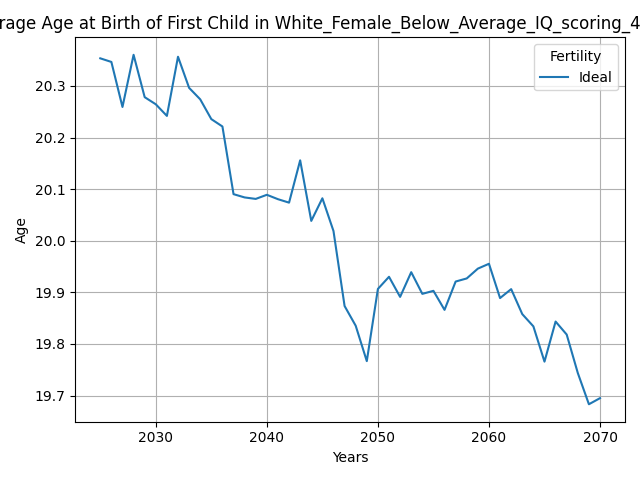 rage Age at Birth of First Child in White_Female_Below_Average_IQ_scoring_4
Fertility
Ideal
20.3
20.2
20.1
20.0
19.9
19.8
19.7
Age
2030 2040 2050 2060 2070
Years